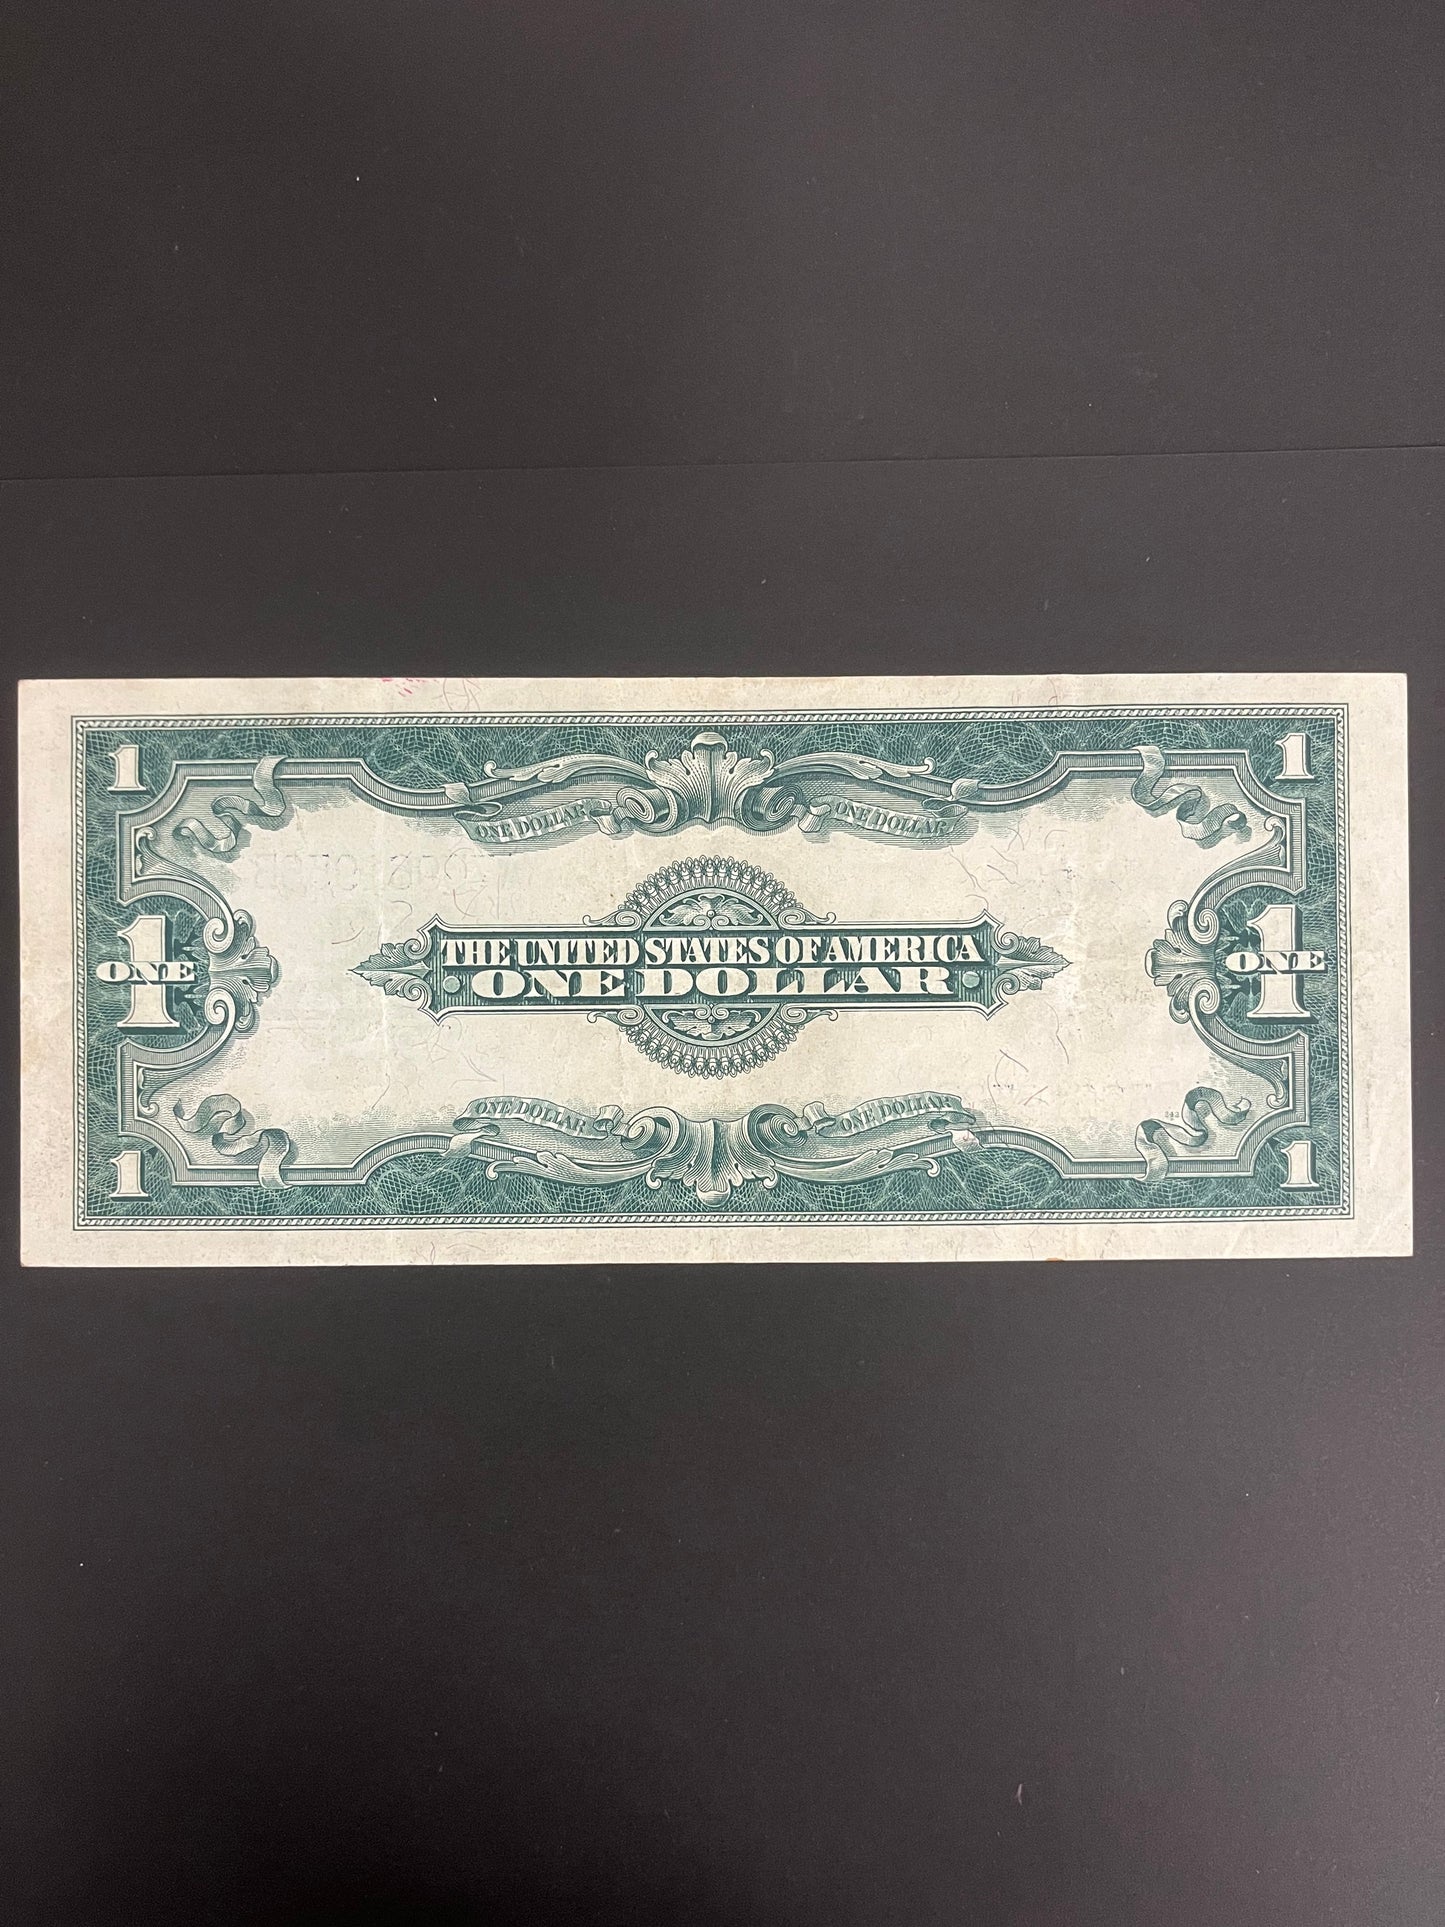 1 1
ONE DOLLAR ONE DOLLAR
1 THE UNITED STATES OF AMERICA 1
ONE ONE DOLLAR ONE
ONE DOLLAR ONE DOLLAR
242
1 1